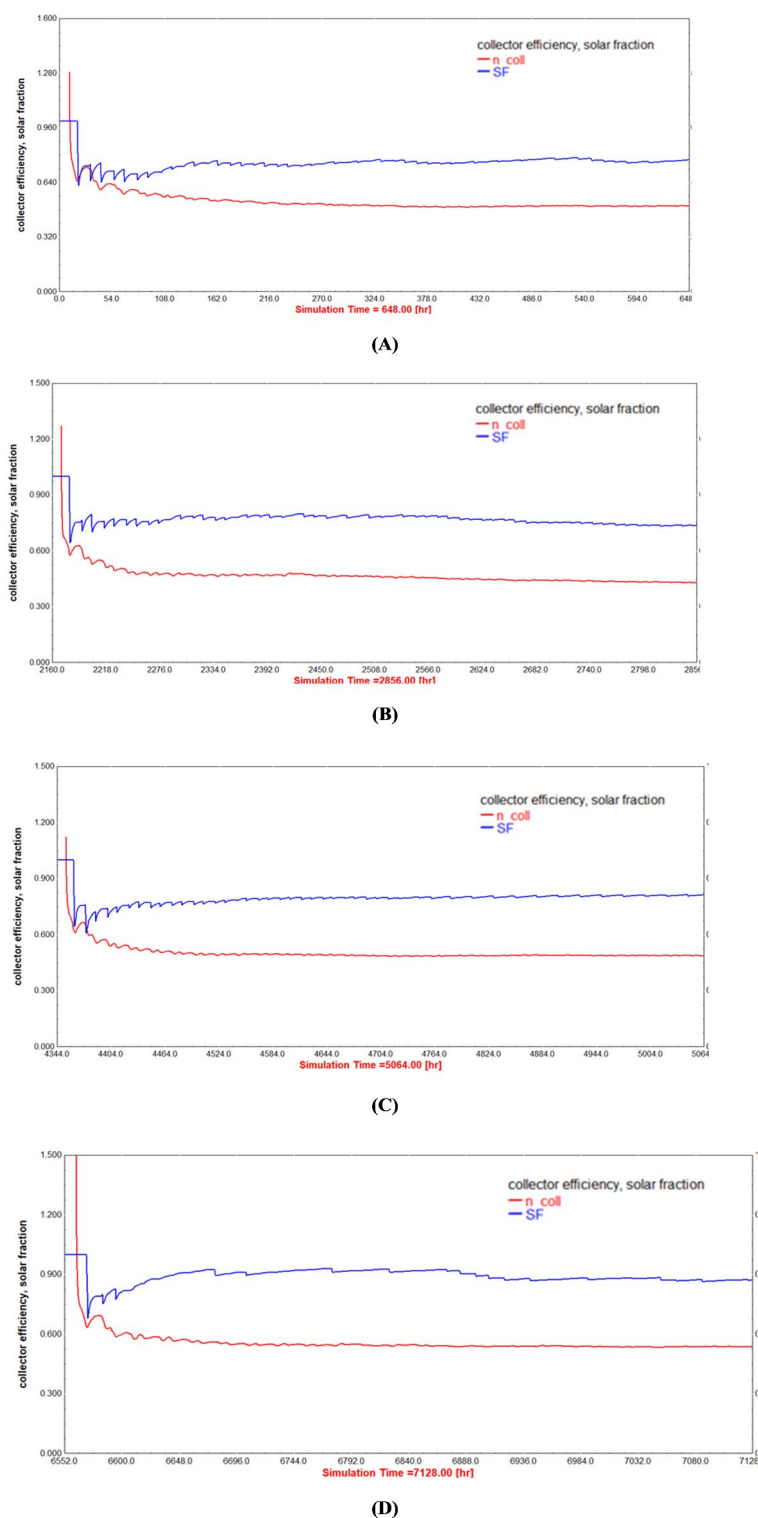 1.600
collector efficiency, solar fraction
n_coll
SF
1.280
0.960
0.640
0.320
0.000
collector efficiency, solar fraction
0.0 54.0 108.0 162.0 216.0 270.0 324.0 378.0 432.0 486.0 540.0 594.0 648
Simulation Time = 648.00 [hr]
(A)
1.500
collector efficiency, solar fraction
n_coll
SF
1.200
0.900
0.600
0.300
0.000
collector efficiency, solar fraction
2160.0 2218.0 2276.0 2334.0 2392.0 2450.0 2508.0 2566.0 2624.0 2682.0 2740.0 2798.0 2856
Simulation Time =2856.00 [hr]
(B)
1.500
collector efficiency, solar fraction
n_coll
SF
1.200
0.900
0.600
0.300
0.000
collector efficiency, solar fraction
4344.0 4404.0 4464.0 4524.0 4584.0 4644.0 4704.0 4764.0 4824.0 4884.0 4944.0 5004.0 5064
Simulation Time =5064.00 [hr]
(C)
1.500
collector efficiency, solar fraction
n_coll
SF
1.200
0.900
0.600
0.300
0.000
collector efficiency, solar fraction
6552.0 6600.0 6648.0 6696.0 6744.0 6792.0 6840.0 6888.0 6936.0 6984.0 7032.0 7080.0 7128
Simulation Time =7128.00 [hr]
(D)